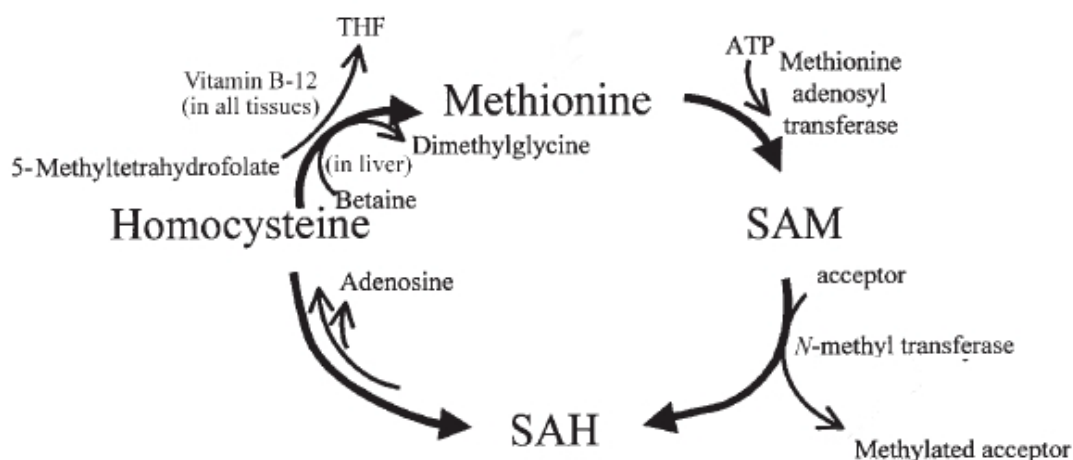 THF
ATP
Methionine
adenosyl
transferase
Vitamin B-12
(in all tissues)
Methionine
Dimethylglycine
5-Methyltetrahydrofolate
(in liver)
Betaine
Homocysteine
SAM
Adenosine
acceptor
N-methyl transferase
SAH
Methylated acceptor